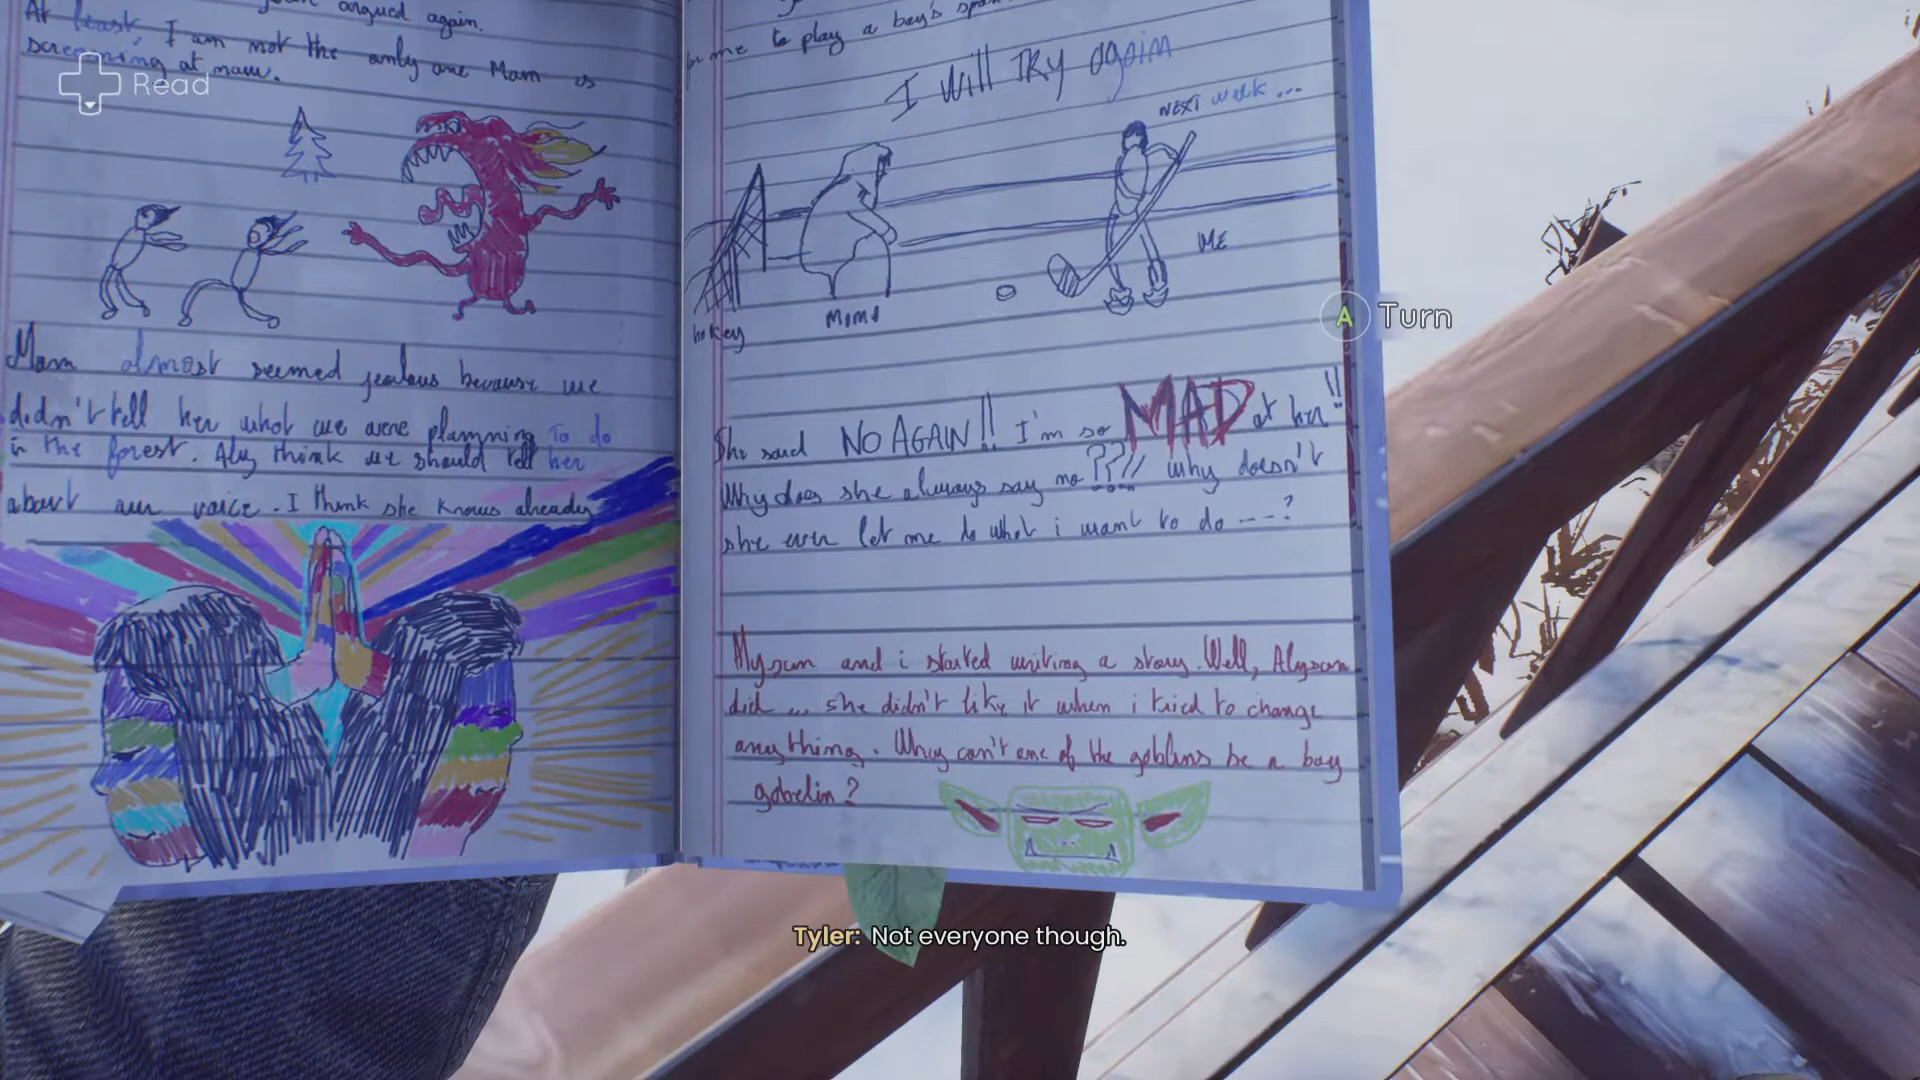 argued again.
At least, I am not the only one Mom is
screaming at now.
Read
Mom almost seemed jealous because we
didn't tell her what we were planning to do
in the forest. Aly think we should tell her
about our voice. I think she knows already
for me to play a boy's
I WILL TRY again
NEXT week ...
ME
hokey
MOM
Turn
She said NO AGAIN!! I'm so MAD at her!!
Why does she always say no??!! why doesn't
she ever let me do what i want to do ---?
and i started writing a story. Well, Alyson
did ... she didn't like it when i tried to change
anything. Why can't one of the goblins be a boy
gobelin?
A
Tyler: Not everyone though.